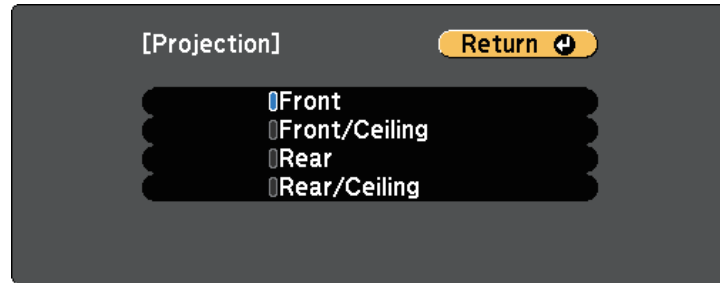 [Projection]
Return
Front
Front/Ceiling
Rear
Rear/Ceiling